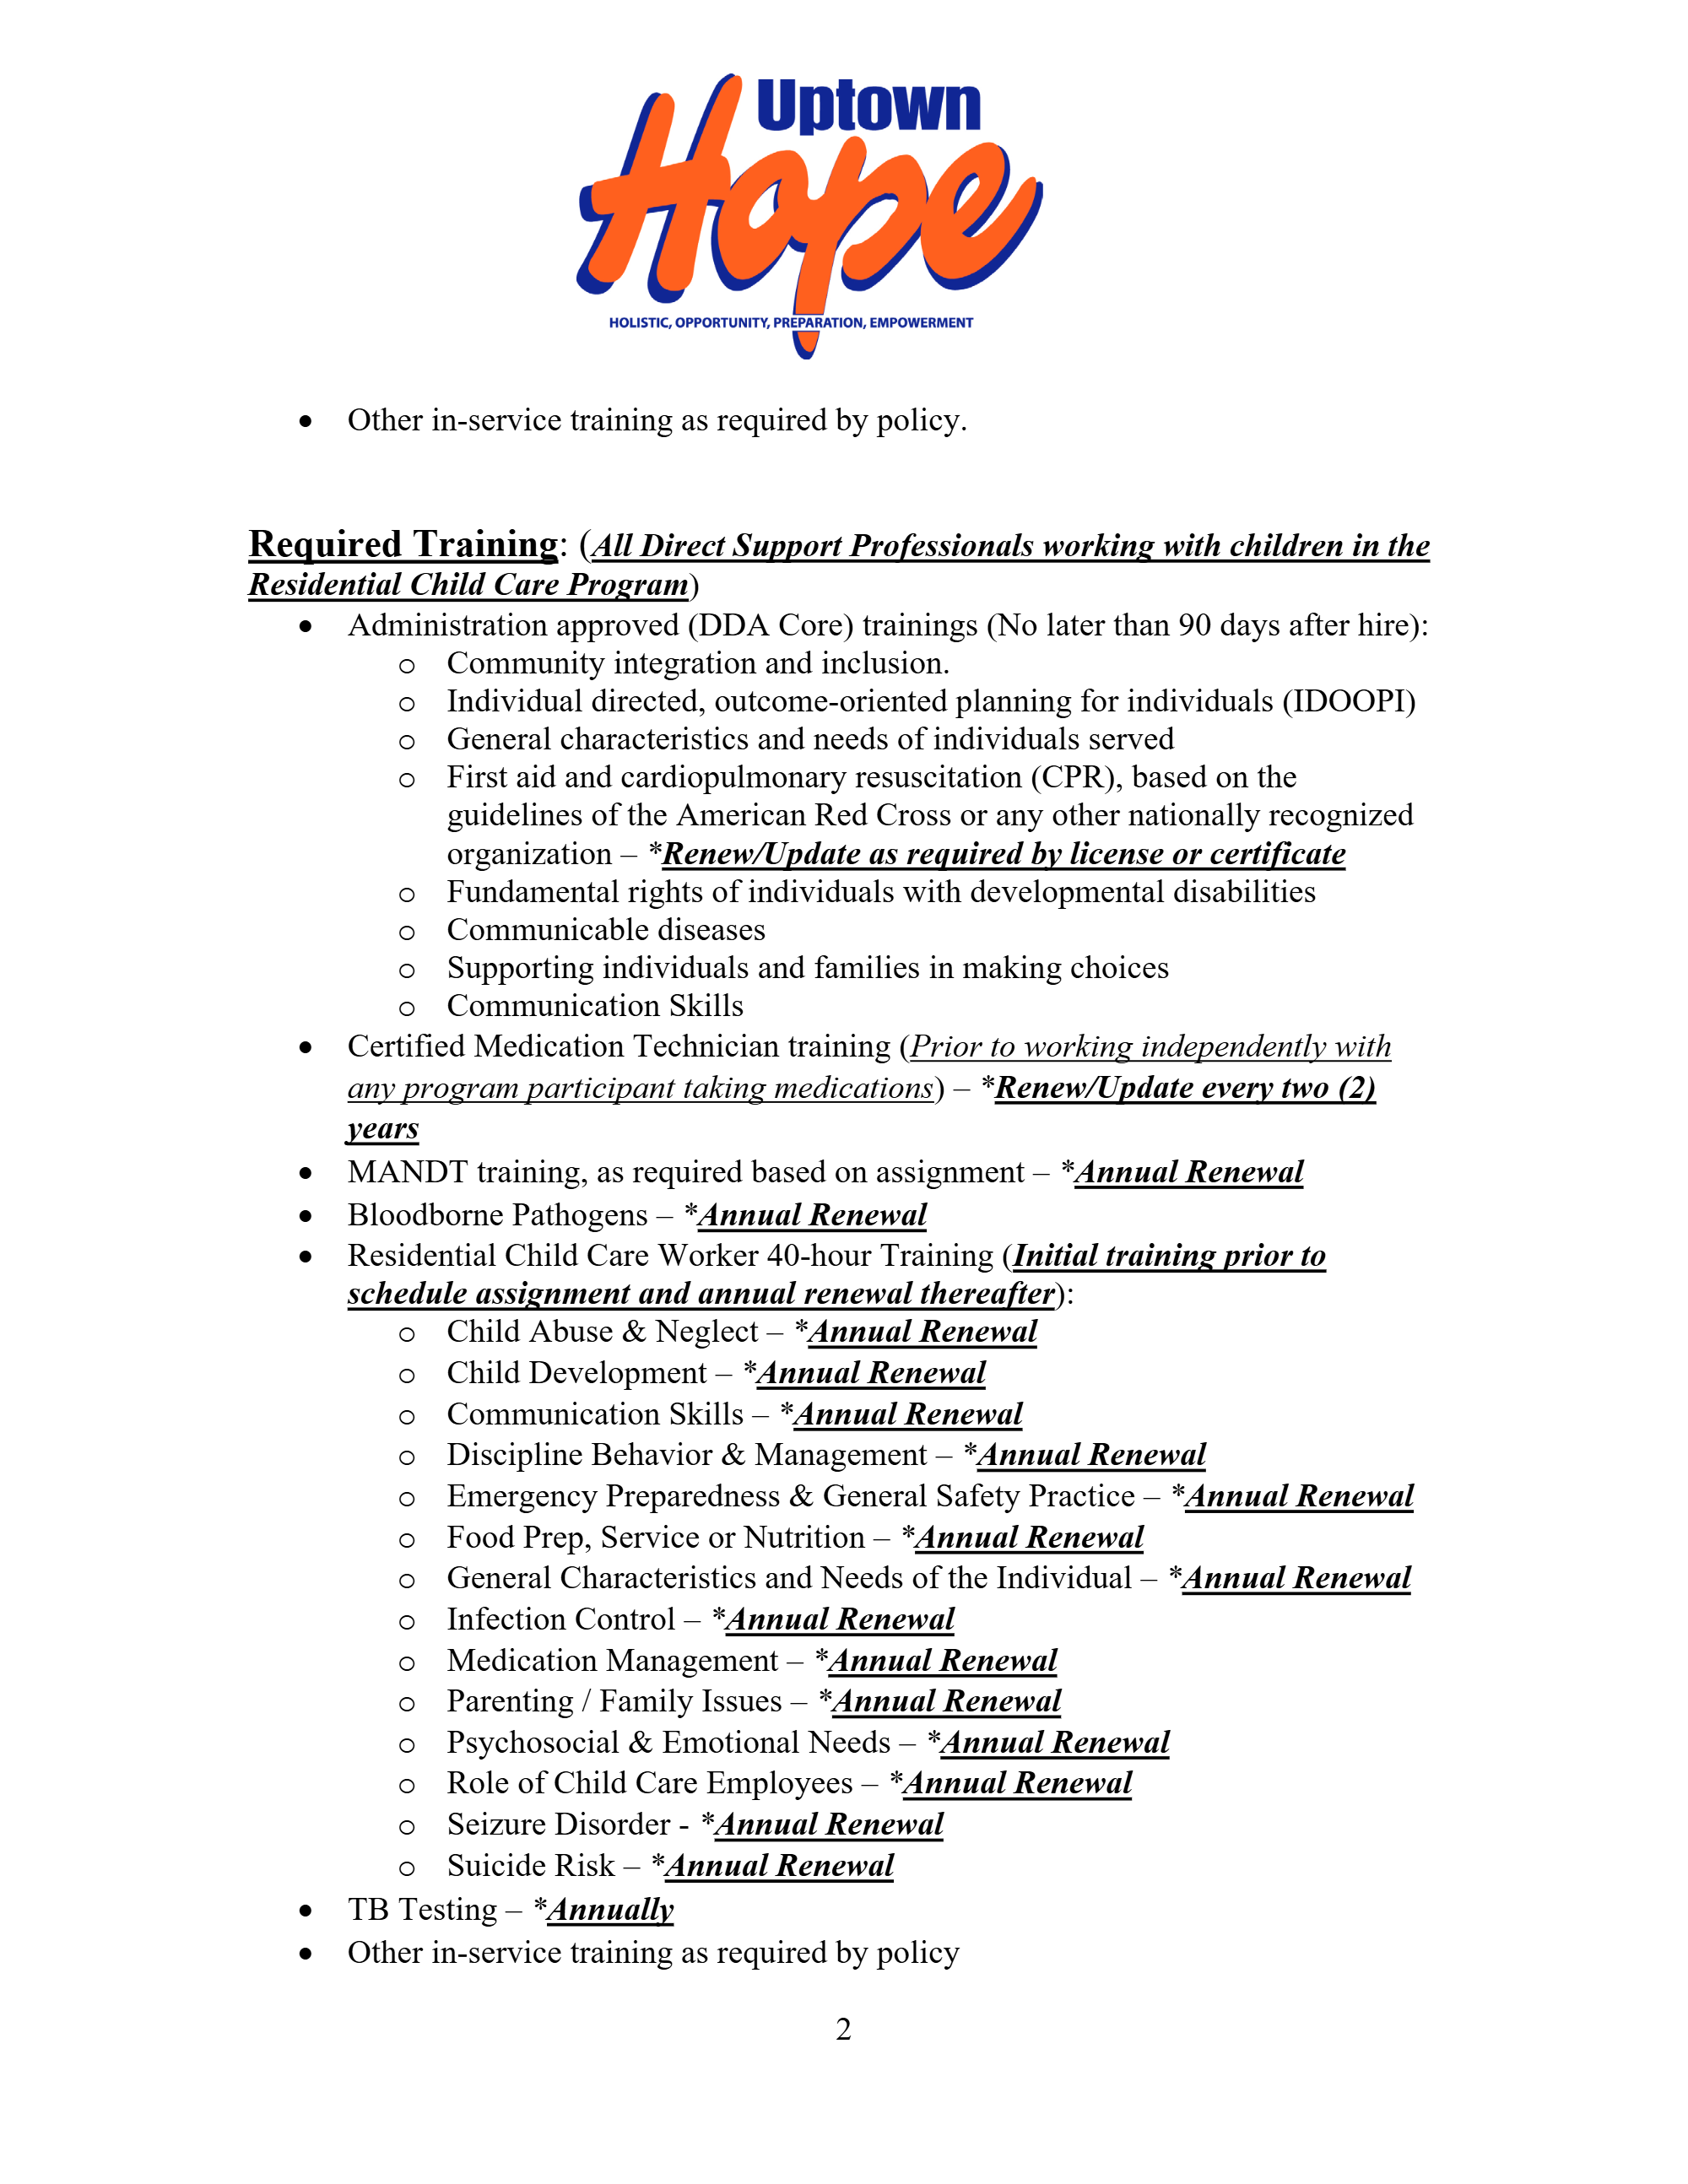 Uptown
Hope
HOLISTIC, OPPORTUNITY, PREPARATION, EMPOWERMENT
• Other in-service training as required by policy.
Required Training: (All Direct Support Professionals working with children in the
Residential Child Care Program)
• Administration approved (DDA Core) trainings (No later than 90 days after hire):
o Community integration and inclusion.
o Individual directed, outcome-oriented planning for individuals (IDOOPI)
o General characteristics and needs of individuals served
o First aid and cardiopulmonary resuscitation (CPR), based on the
guidelines of the American Red Cross or any other nationally recognized
organization – *Renew/Update as required by license or certificate
o Fundamental rights of individuals with developmental disabilities
o Communicable diseases
o Supporting individuals and families in making choices
o Communication Skills
• Certified Medication Technician training (Prior to working independently with
any program participant taking medications) – *Renew/Update every two (2)
years
• MANDT training, as required based on assignment – *Annual Renewal
• Bloodborne Pathogens – *Annual Renewal
• Residential Child Care Worker 40-hour Training (Initial training prior to
schedule assignment and annual renewal thereafter):
o Child Abuse & Neglect – *Annual Renewal
o Child Development – *Annual Renewal
o Communication Skills – *Annual Renewal
o Discipline Behavior & Management – *Annual Renewal
o Emergency Preparedness & General Safety Practice – *Annual Renewal
o Food Prep, Service or Nutrition – *Annual Renewal
o General Characteristics and Needs of the Individual – *Annual Renewal
o Infection Control – *Annual Renewal
o Medication Management – *Annual Renewal
o Parenting / Family Issues – *Annual Renewal
o Psychosocial & Emotional Needs – *Annual Renewal
o Role of Child Care Employees – *Annual Renewal
o Seizure Disorder - *Annual Renewal
o Suicide Risk – *Annual Renewal
• TB Testing – *Annually
• Other in-service training as required by policy
2